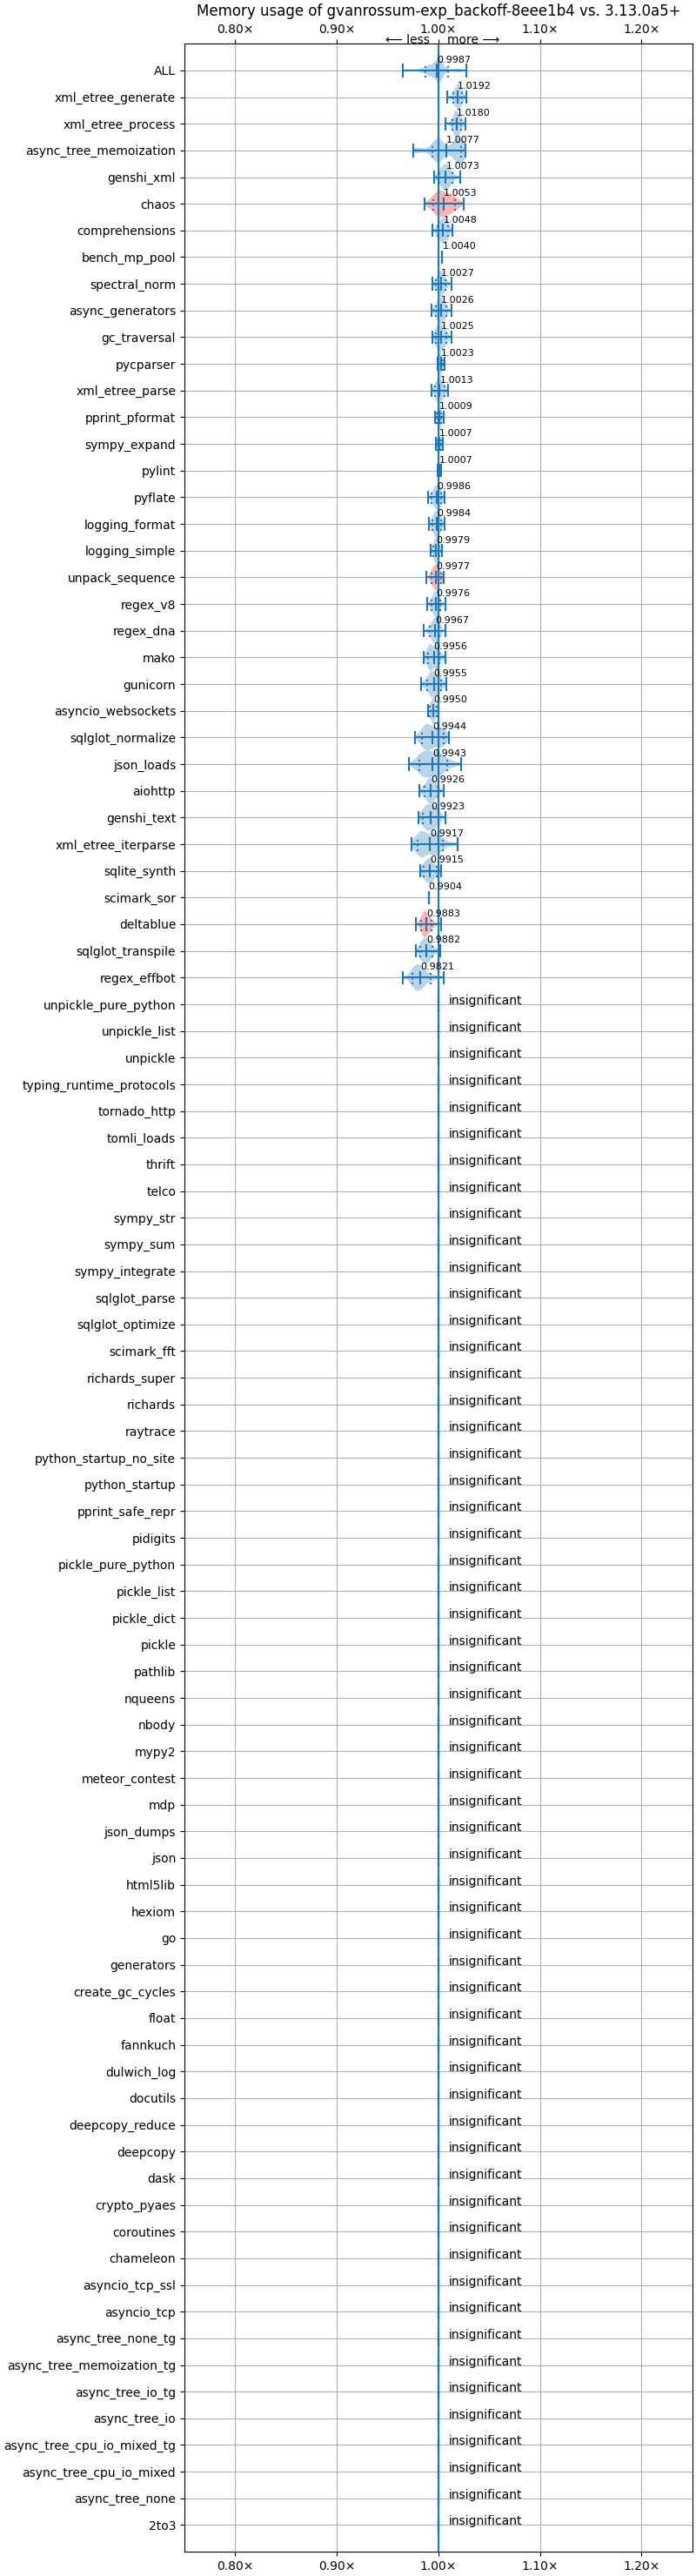 Memory usage of gvanrossum-exp_backoff-8eee1b4 vs. 3.13.0a5+
0.80× 0.90× 1.00× 1.10× 1.20×
⟵ less more ⟶
ALL 0.9987
xml_etree_generate 1.0192
xml_etree_process 1.0180
async_tree_memoization 1.0077
genshi_xml 1.0073
chaos 1.0053
comprehensions 1.0048
bench_mp_pool 1.0040
spectral_norm 1.0027
async_generators 1.0026
gc_traversal 1.0025
pycparser 1.0023
xml_etree_parse 1.0013
pprint_pformat 1.0009
sympy_expand 1.0007
pylint 1.0007
pyflate 0.9986
logging_format 0.9984
logging_simple 0.9979
unpack_sequence 0.9977
regex_v8 0.9976
regex_dna 0.9967
mako 0.9956
gunicorn 0.9955
asyncio_websockets 0.9950
sqlglot_normalize 0.9944
json_loads 0.9943
aiohttp 0.9926
genshi_text 0.9923
xml_etree_iterparse 0.9917
sqlite_synth 0.9915
scimark_sor 0.9904
deltablue 0.9883
sqlglot_transpile 0.9882
regex_effbot 0.9821
unpickle_pure_python insignificant
unpickle_list insignificant
unpickle insignificant
typing_runtime_protocols insignificant
tornado_http insignificant
tomli_loads insignificant
thrift insignificant
telco insignificant
sympy_str insignificant
sympy_sum insignificant
sympy_integrate insignificant
sqlglot_parse insignificant
sqlglot_optimize insignificant
scimark_fft insignificant
richards_super insignificant
richards insignificant
raytrace insignificant
python_startup_no_site insignificant
python_startup insignificant
pprint_safe_repr insignificant
pidigits insignificant
pickle_pure_python insignificant
pickle_list insignificant
pickle_dict insignificant
pickle insignificant
pathlib insignificant
nqueens insignificant
nbody insignificant
mypy2 insignificant
meteor_contest insignificant
mdp insignificant
json_dumps insignificant
json insignificant
html5lib insignificant
hexiom insignificant
go insignificant
generators insignificant
create_gc_cycles insignificant
float insignificant
fannkuch insignificant
dulwich_log insignificant
docutils insignificant
deepcopy_reduce insignificant
deepcopy insignificant
dask insignificant
crypto_pyaes insignificant
coroutines insignificant
chameleon insignificant
asyncio_tcp_ssl insignificant
asyncio_tcp insignificant
async_tree_none_tg insignificant
async_tree_memoization_tg insignificant
async_tree_io_tg insignificant
async_tree_io insignificant
async_tree_cpu_io_mixed_tg insignificant
async_tree_cpu_io_mixed insignificant
async_tree_none insignificant
2to3 insignificant
0.80× 0.90× 1.00× 1.10× 1.20×